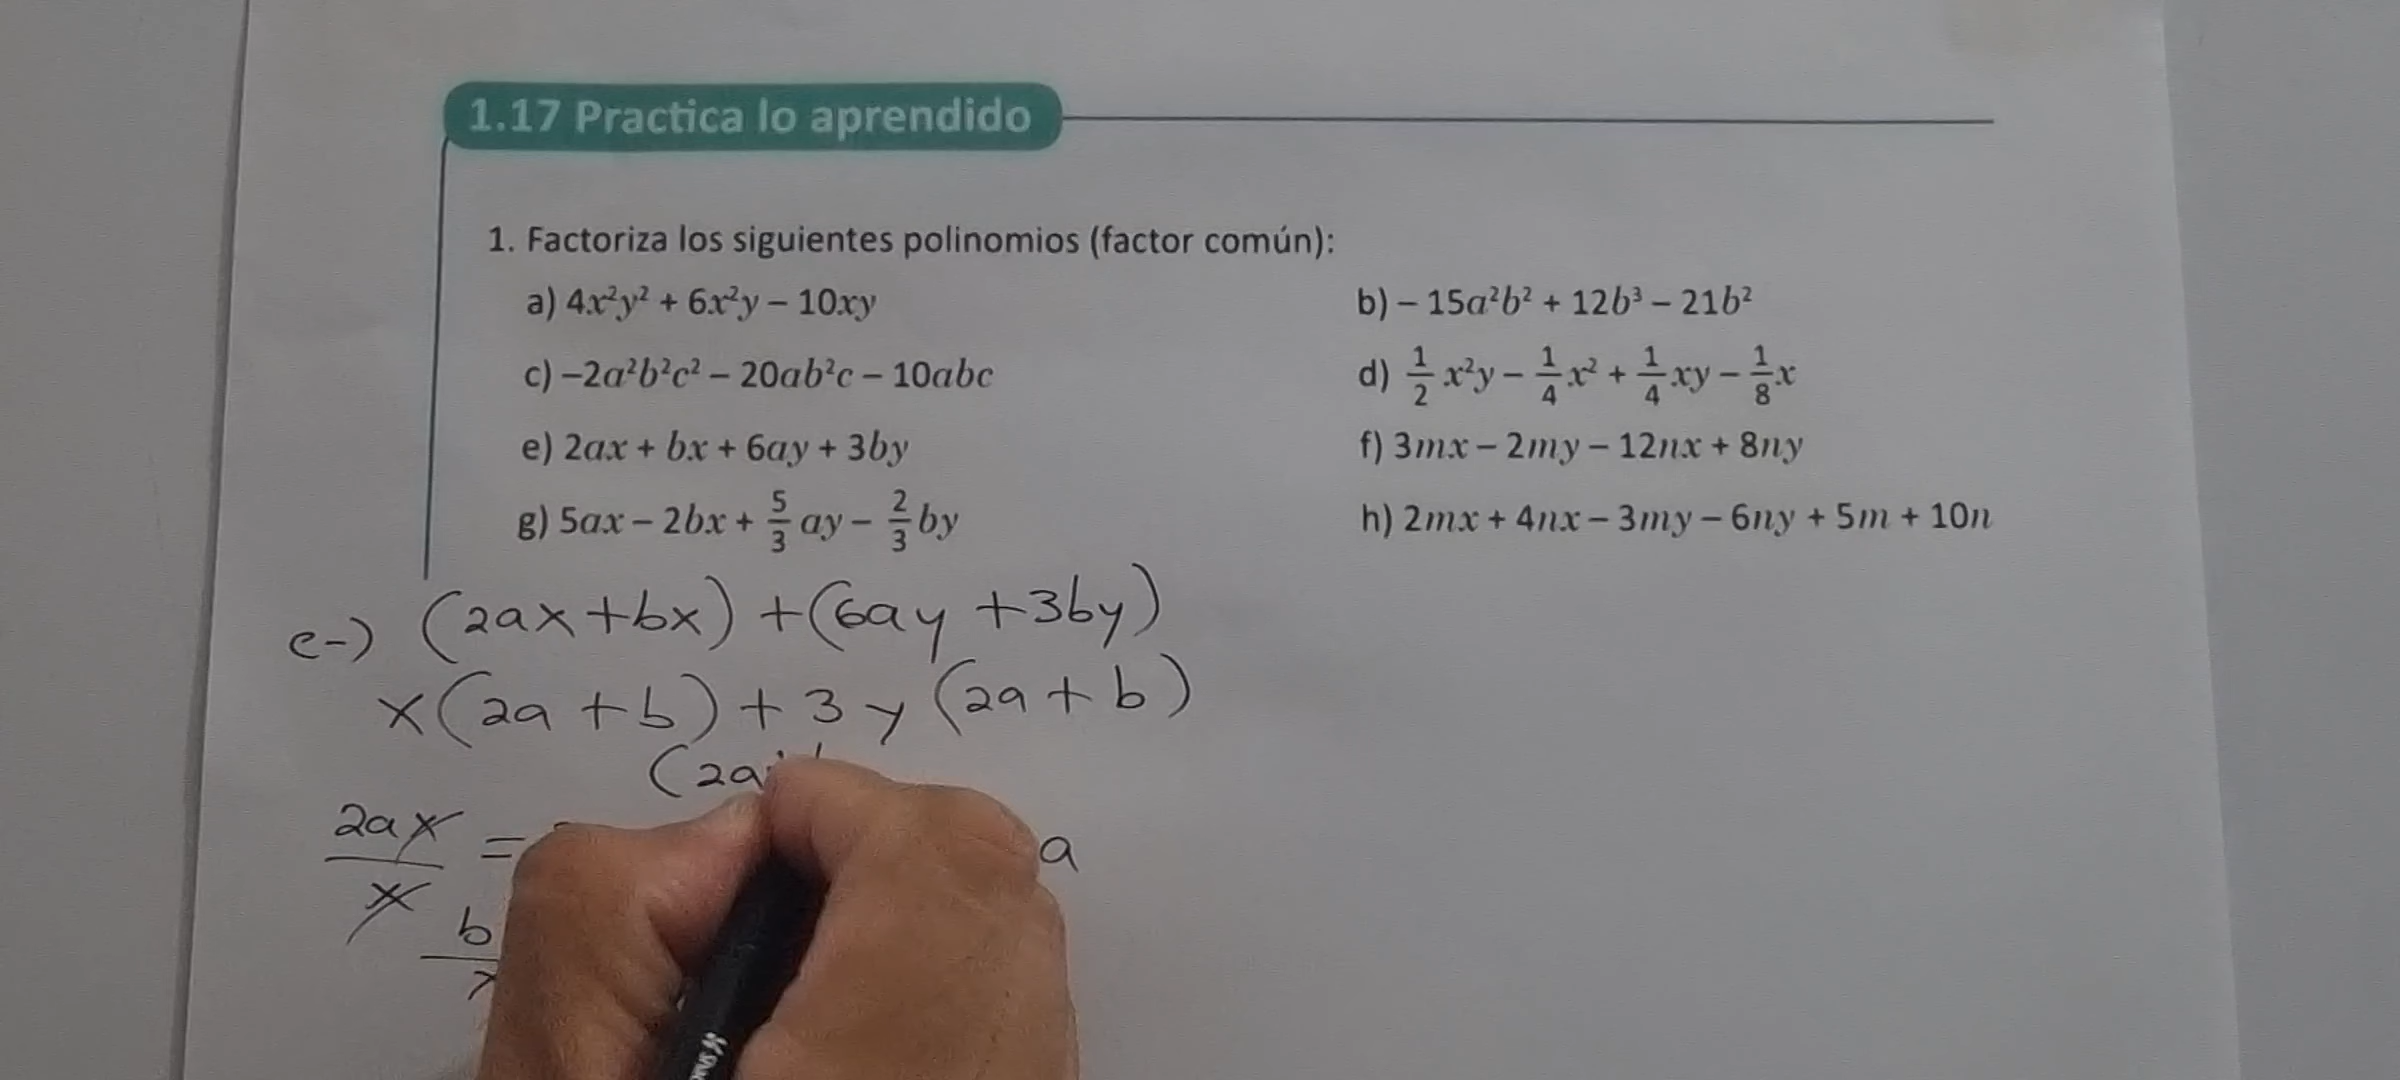 1.17 Practica lo aprendido
1. Factoriza los siguientes polinomios (factor común):
a) 4x²y² + 6x²y – 10xy
b) – 15a²b² + 12b³ – 21b²
c) –2a²b²c² – 20ab²c – 10abc
d) 1/2 x²y – 1/4 x² + 1/4 xy – 1/8 x
e) 2ax + bx + 6ay + 3by
f) 3mx – 2my – 12nx + 8ny
g) 5ax – 2bx + 5/3 ay – 2/3 by
h) 2mx + 4nx – 3my – 6ny + 5m + 10n
e-) (2ax+bx) +(6ay +3by)
x(2a + b) + 3y (2a + b)
(2a
2ax/x =
a
b
x